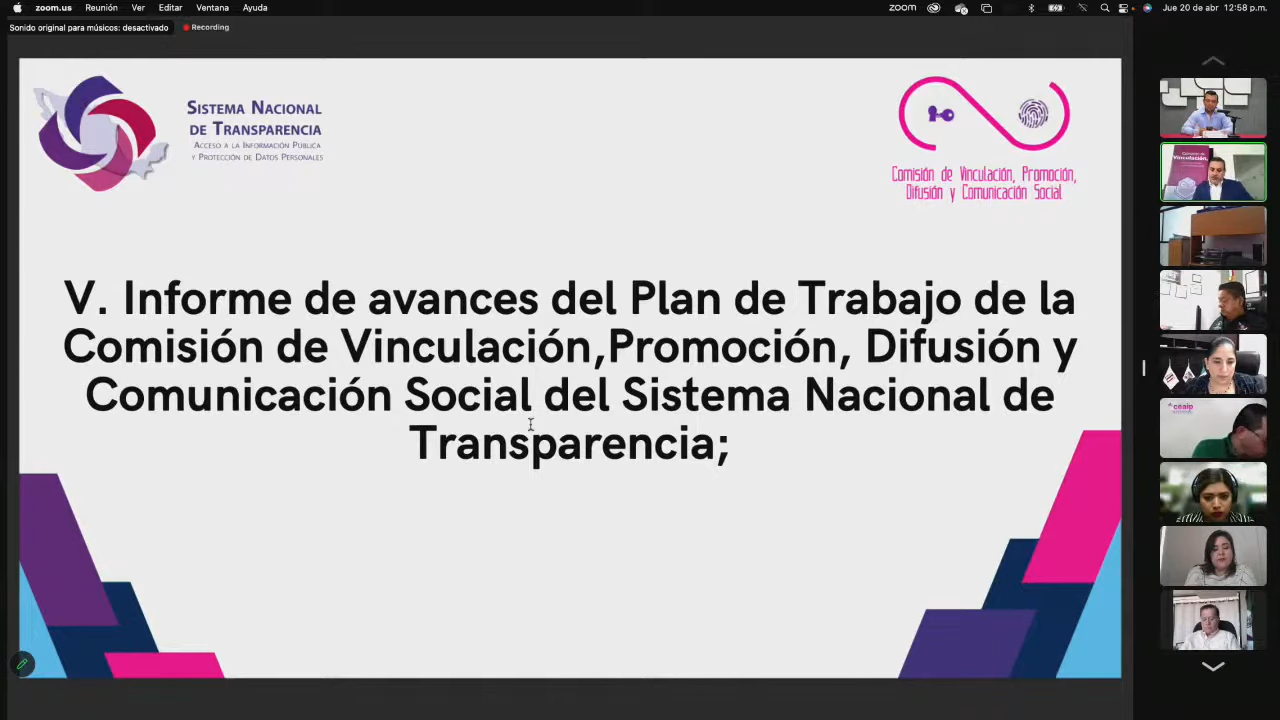 zoom.us Reunión Ver Editar Ventana Ayuda
zoom
Jue 20 de abr 12:58 p.m.
Sonido original para músicos: desactivado
Recording
SISTEMA NACIONAL
DE TRANSPARENCIA
ACCESO A LA INFORMACIÓN PÚBLICA
Y PROTECCIÓN DE DATOS PERSONALES
Comisión de Vinculación, Promoción,
Difusión y Comunicación Social
V. Informe de avances del Plan de Trabajo de la
Comisión de Vinculación,Promoción, Difusión y
Comunicación Social del Sistema Nacional de
Transparencia;
Vinculación,
ceaip